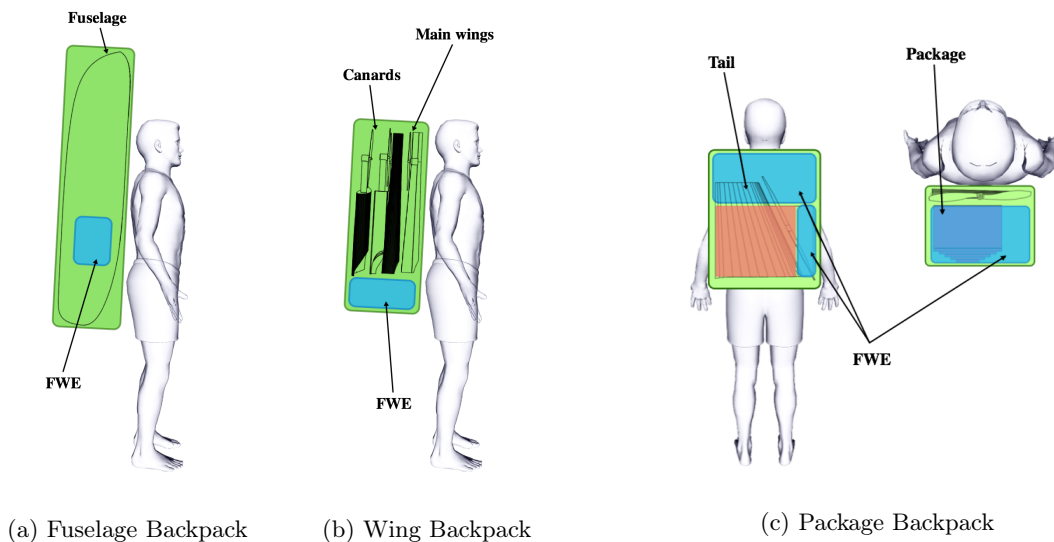 Fuselage
FWE
(a) Fuselage Backpack
Main wings
Canards
FWE
(b) Wing Backpack
Tail
Package
FWE
(c) Package Backpack